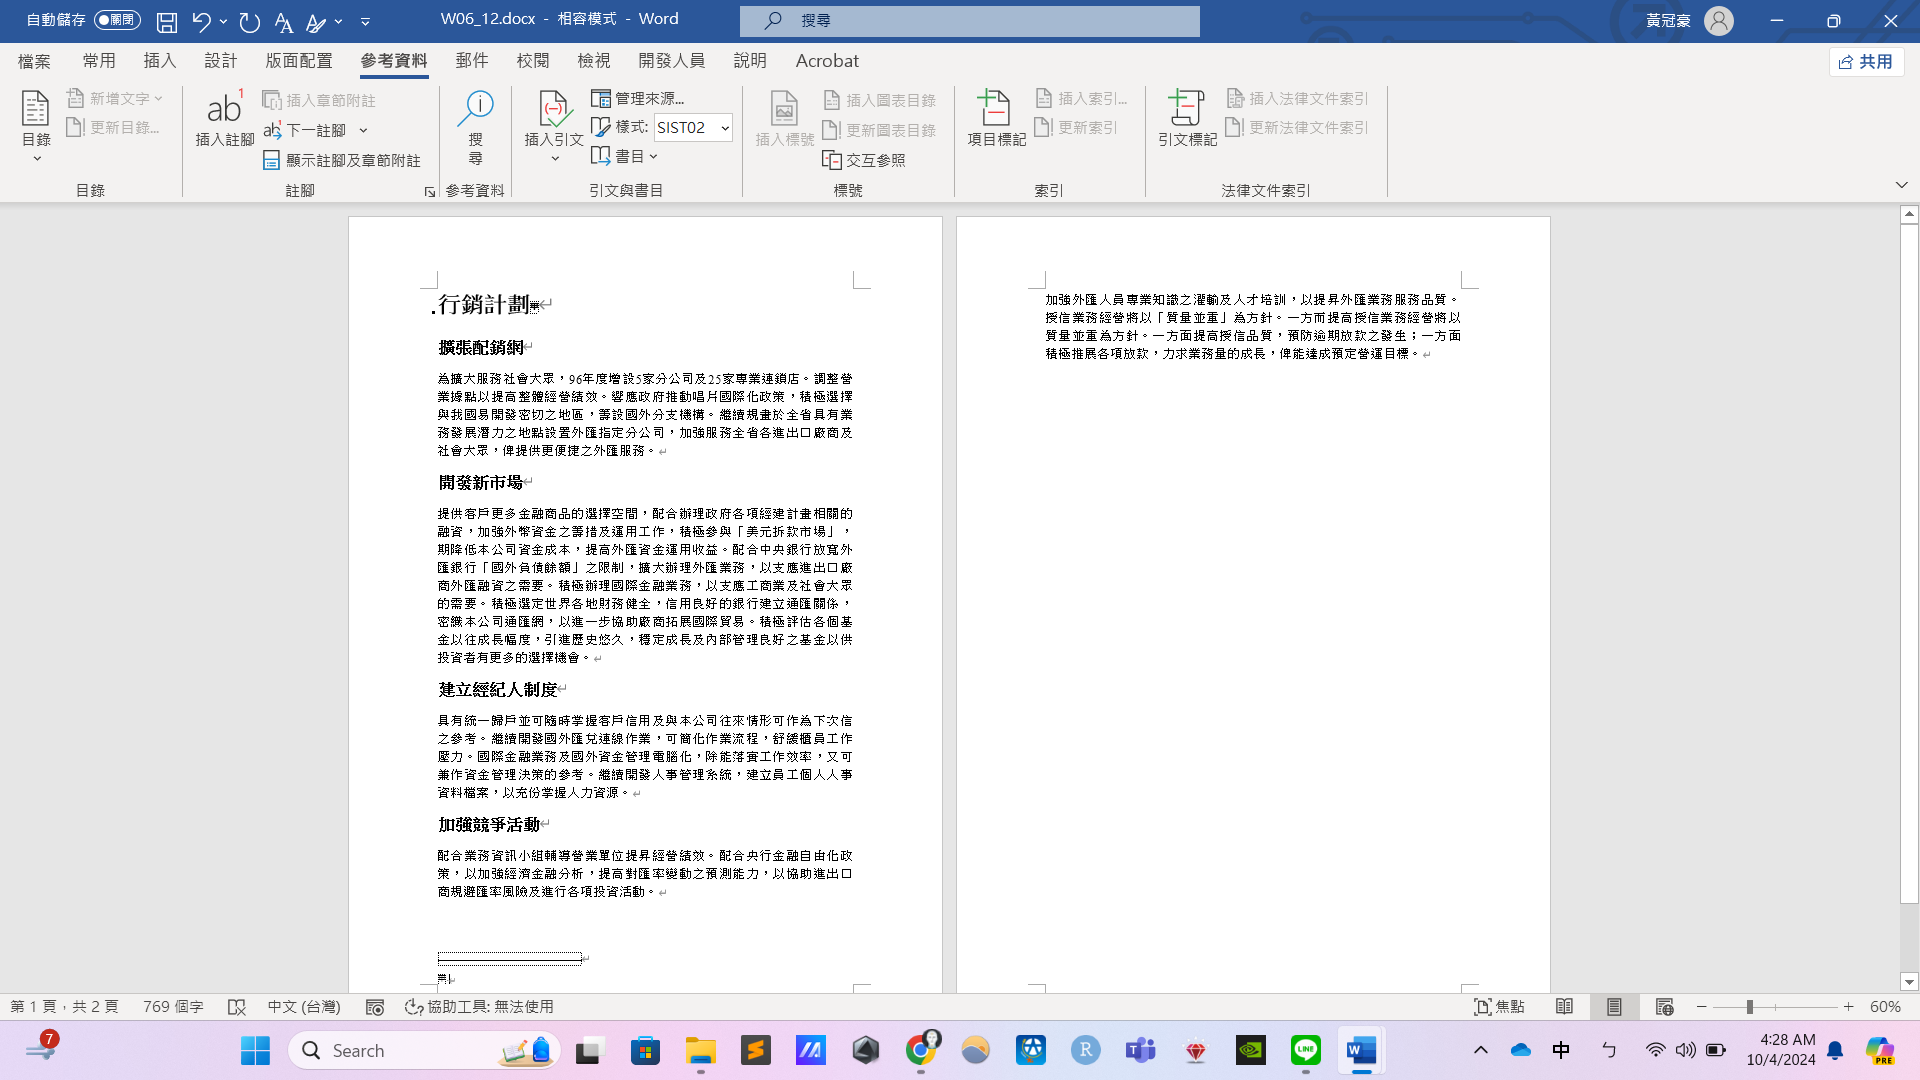 自動儲存 關閉 W06_12.docx - 相容模式 - Word 搜尋 黃冠豪
檔案 常用 插入 設計 版面配置 參考資料 郵件 校閱 檢視 開發人員 說明 Acrobat 共用
目錄
新增文字
更新目錄...
目錄
ab1
插入註腳
插入章節附註
下一註腳
顯示註腳及章節附註
註腳
搜
尋
參考資料
插入引文
管理來源...
樣式: SIST02
書目
引文與書目
插入標號
插入圖表目錄
更新圖表目錄
交互參照
標號
項目標記
插入索引...
更新索引
索引
引文標記
插入法律文件索引
更新法律文件索引
法律文件索引
行銷計劃
擴張配銷網
為擴大服務社會大眾，96年度增設5家分公司及25家專業連鎖店。調整營
業據點以提高整體經營績效。響應政府推動唱片國際化政策，積極選擇
與我國易開發密切之地區，籌設國外分支機構。繼續規畫於全省具有業
務發展潛力之地點設置外匯指定分公司，加強服務全省各進出口廠商及
社會大眾，俾提供更便捷之外匯服務。
開發新市場
提供客戶更多金融商品的選擇空間，配合辦理政府各項經建計畫相關的
融資，加強外幣資金之籌措及運用工作，積極參與「美元拆款市場」，
期降低本公司資金成本，提高外匯資金運用收益。配合中央銀行放寬外
匯銀行「國外負債餘額」之限制，擴大辦理外匯業務，以支應進出口廠
商外匯融資之需要。積極辦理國際金融業務，以支應工商業及社會大眾
的需要。積極選定世界各地財務健全，信用良好的銀行建立通匯關係，
密織本公司通匯網，以進一步協助廠商拓展國際貿易。積極評估各個基
金以往成長幅度，引進歷史悠久，穩定成長及內部管理良好之基金以供
投資者有更多的選擇機會。
建立經紀人制度
具有統一歸戶並可隨時掌握客戶信用及與本公司往來情形可作為下次信
之參考。繼續開發國外匯兌連線作業，可簡化作業流程，舒緩櫃員工作
壓力。國際金融業務及國外資金管理電腦化，除能落實工作效率，又可
兼作資金管理決策的參考。繼續開發人事管理系統，建立員工個人人事
資料檔案，以充份掌握人力資源。
加強競爭活動
配合業務資訊小組輔導營業單位提昇經營績效。配合央行金融自由化政
策，以加強經濟金融分析，提高對匯率變動之預測能力，以協助進出口
商規避匯率風險及進行各項投資活動。
加強外匯人員專業知識之灌輸及人才培訓，以提昇外匯業務服務品質。
授信業務經營將以「質量並重」為方針。一方而提高授信業務經營將以
質量並重為方針。一方面提高授信品質，預防逾期放款之發生；一方面
積極推展各項放款，力求業務量的成長，俾能達成預定營運目標。
第 1 頁，共 2 頁 769 個字 中文 (台灣) 協助工具: 無法使用 焦點 60%
7 Search LINE W PRE 中 ㄅ 4:28 AM
10/4/2024